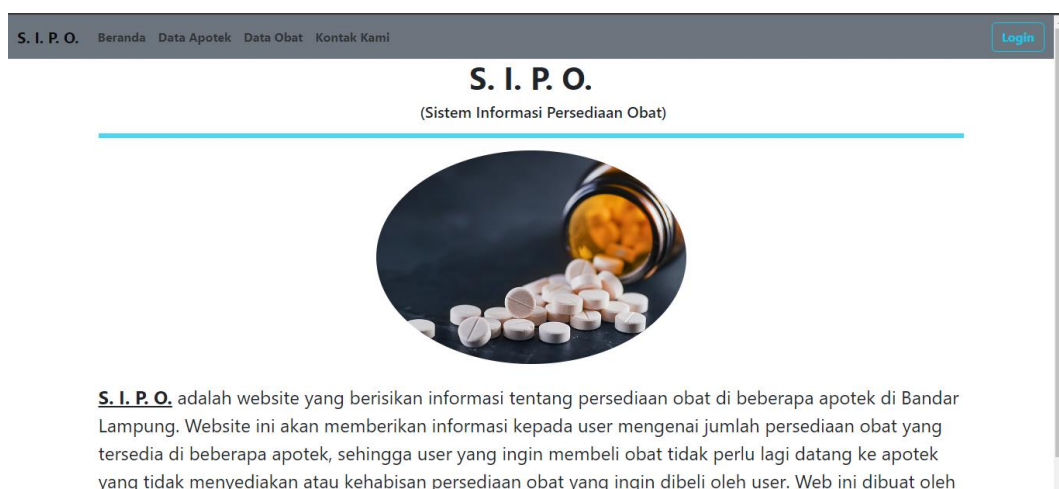 S. I. P. O. Beranda Data Apotek Data Obat Kontak Kami Login
S. I. P. O.
(Sistem Informasi Persediaan Obat)
S. I. P. O. adalah website yang berisikan informasi tentang persediaan obat di beberapa apotek di Bandar
Lampung. Website ini akan memberikan informasi kepada user mengenai jumlah persediaan obat yang
tersedia di beberapa apotek, sehingga user yang ingin membeli obat tidak perlu lagi datang ke apotek
yang tidak menyediakan atau kehabisan persediaan obat yang ingin dibeli oleh user. Web ini dibuat oleh